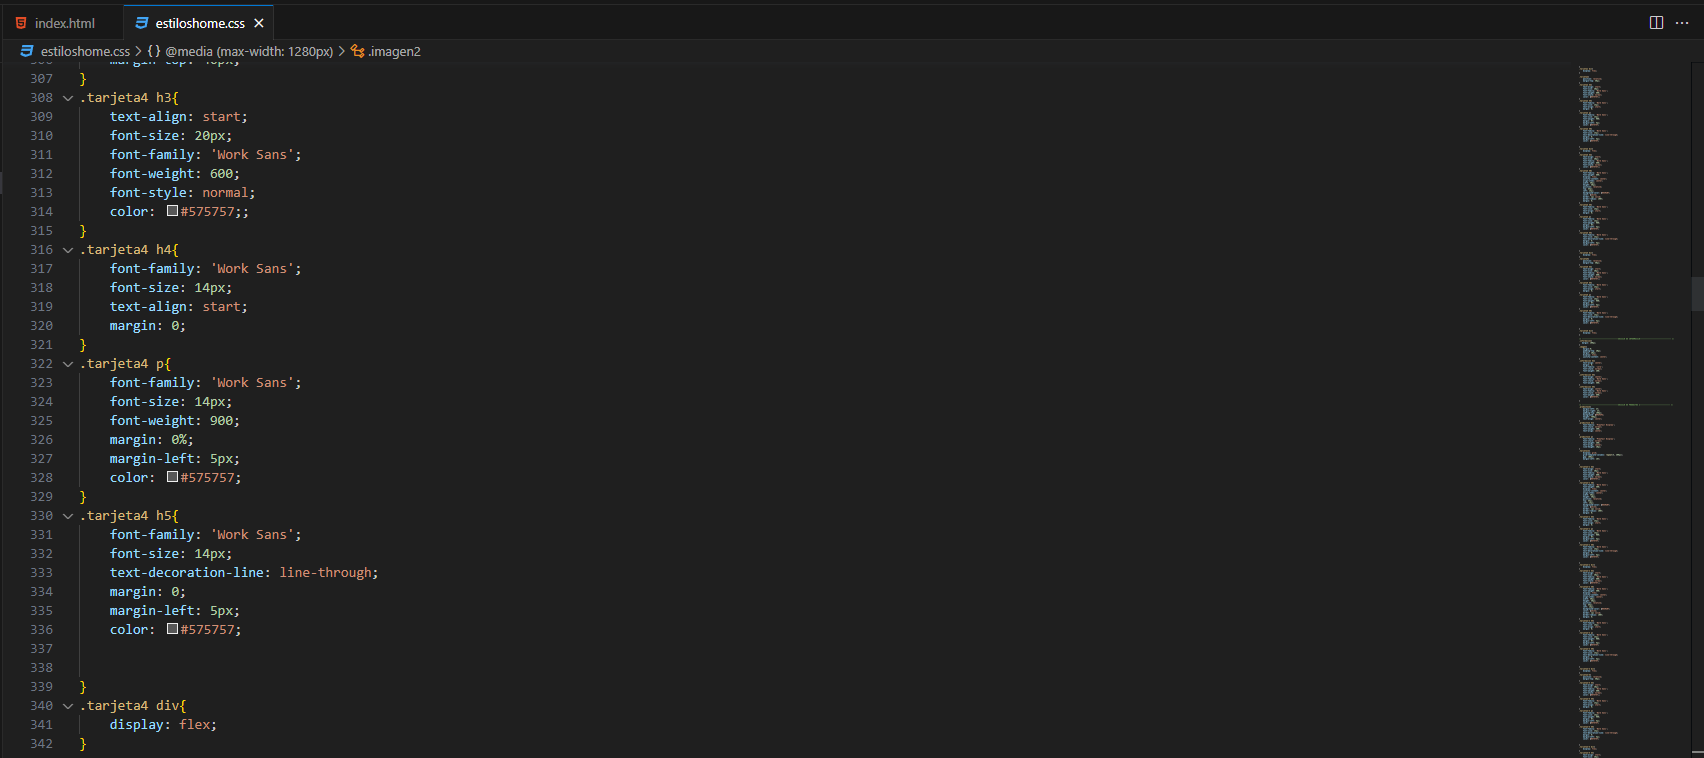 index.html estiloshome.css
estiloshome.css > {} @media (max-width: 1280px) > .imagen2
307 }
308 .tarjeta4 h3{
309 text-align: start;
310 font-size: 20px;
311 font-family: 'Work Sans';
312 font-weight: 600;
313 font-style: normal;
314 color: #575757;;
315 }
316 .tarjeta4 h4{
317 font-family: 'Work Sans';
318 font-size: 14px;
319 text-align: start;
320 margin: 0;
321 }
322 .tarjeta4 p{
323 font-family: 'Work Sans';
324 font-size: 14px;
325 font-weight: 900;
326 margin: 0%;
327 margin-left: 5px;
328 color: #575757;
329 }
330 .tarjeta4 h5{
331 font-family: 'Work Sans';
332 font-size: 14px;
333 text-decoration-line: line-through;
334 margin: 0;
335 margin-left: 5px;
336 color: #575757;
337
338
339 }
340 .tarjeta4 div{
341 display: flex;
342 }